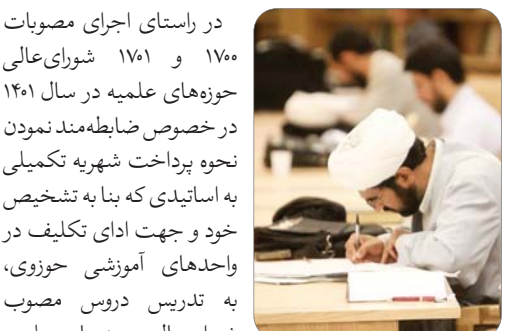 در راستای اجرای مصوبات
۱۷۰۰ و ۱۷۰۱ شورای‌عالی
حوزه‌های علمیه در سال ۱۴۰۱
در خصوص ضابطه‌مند نمودن
نحوه پرداخت شهریه تکمیلی
به اساتیدی که بنا به تشخیص
خود و جهت ادای تکلیف در
واحدهای آموزشی حوزوی،
به تدریس دروس مصوب